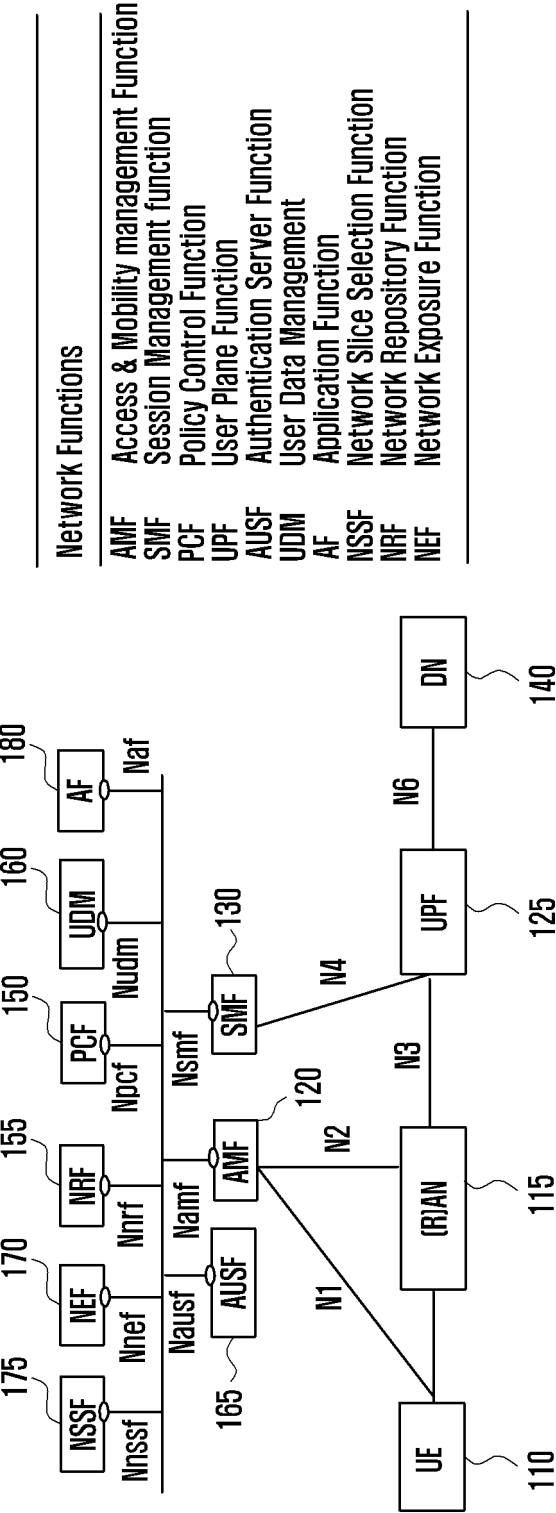 175
170
155
150
160
180
NSSF
NEF
NRF
PCF
UDM
AF
Nnssf
Nnef
Nnrf
Npcf
Nudm
Naf
Nausf
Namf
Nsmf
AUSF
AMF
SMF
165
120
130
N1
N2
N4
UE
(R)AN
N3
UPF
N6
DN
110
115
125
140
Network Functions
AMF Access & Mobility management Function
SMF Session Management function
PCF Policy Control Function
UPF User Plane Function
AUSF Authentication Server Function
UDM User Data Management
AF Application Function
NSSF Network Slice Selection Function
NRF Network Repository Function
NEF Network Exposure Function